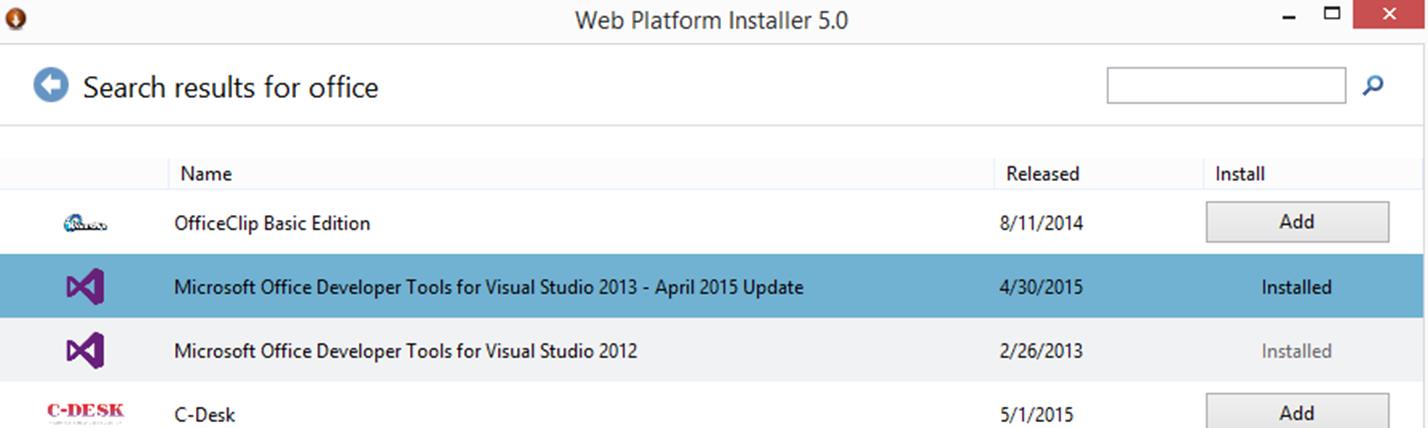 Web Platform Installer 5.0
Search results for office
Name Released Install
OfficeClip Basic Edition 8/11/2014 Add
Microsoft Office Developer Tools for Visual Studio 2013 - April 2015 Update 4/30/2015 Installed
Microsoft Office Developer Tools for Visual Studio 2012 2/26/2013 Installed
C-DESK C-Desk 5/1/2015 Add